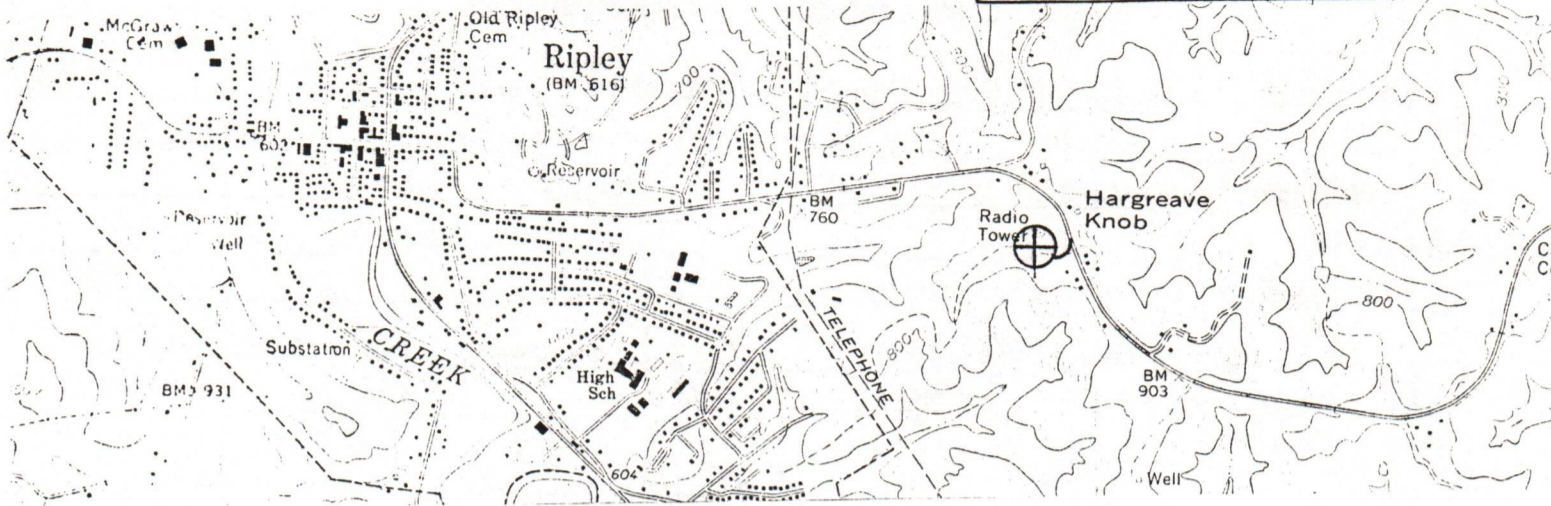 McGraw
Cem
Old Ripley
Cem
Ripley
(BM 616)
700
800
BM
602
Reservoir
BM
760
Hargreave
Knob
Radio
Tower
Reservoir
Well
800
TELEPHONE
800
CREEK
Substation
High
Sch
BM
903
BM 931
604
Well